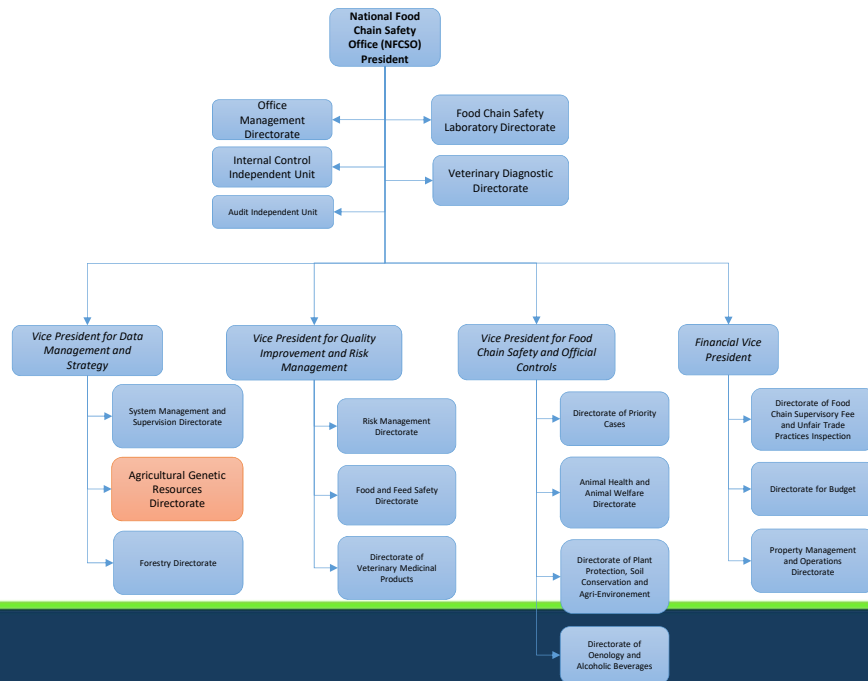 National Food
Chain Safety
Office (NFCSO)
President
Office
Management
Directorate
Food Chain Safety
Laboratory Directorate
Internal Control
Independent Unit
Veterinary Diagnostic
Directorate
Audit Independent Unit
Vice President for Data
Management and
Strategy
Vice President for Quality
Improvement and Risk
Management
Vice President for Food
Chain Safety and Official
Controls
Financial Vice
President
System Management and
Supervision Directorate
Agricultural Genetic
Resources
Directorate
Forestry Directorate
Risk Management
Directorate
Food and Feed Safety
Directorate
Directorate of
Veterinary Medicinal
Products
Directorate of Priority
Cases
Animal Health and
Animal Welfare
Directorate
Directorate of Plant
Protection, Soil
Conservation and
Agri-Environement
Directorate of
Oenology and
Alcoholic Beverages
Directorate of Food
Chain Supervisory Fee
and Unfair Trade
Practices Inspection
Directorate for Budget
Property Management
and Operations
Directorate